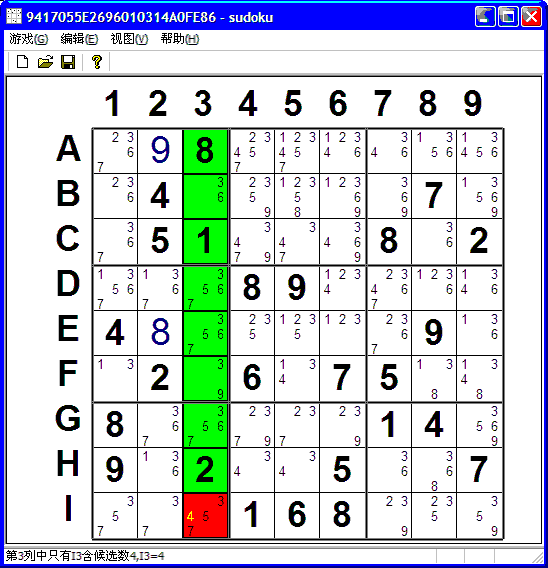 9417055E2696010314A0FE86 - sudoku
游戏(G) 编辑(E) 视图(V) 帮助(H)
1 2 3 4 5 6 7 8 9
2 3 2 3 1 2 3 1 2 3 3 1 3 1 3
A 6 9 8 4 5 4 5 4 6 4 6 5 6 4 5 6
7 7 7
2 3 3 2 3 1 2 3 1 2 3 3 1
B 6 4 6 5 5 6 6 7 5
9 8 9 9 9
3 3 3 3 3
C 6 5 1 4 4 4 6 8 6 2
7 7 9 7 9
1 3 1 3 3 1 2 3 2 3 1 2 3 1 3
D 5 6 6 5 6 8 9 4 4 6 6 4 6
7 7 7 7
3 2 3 1 2 3 1 2 3 2 3 1 3
E 4 8 5 6 5 5 6 9 6
7 7
1 3 3 1 3 1 3 1 3
F 2 6 4 7 5 4
9 8 8
3 3 2 3 2 3 2 3 3
G 8 6 5 6 1 4 5 6
7 7 7 9 7 9 9
1 3 3 3 3 3
H 9 6 2 4 4 5 6 6 7
8
3 3 3 2 3 2 3 3
I 5 4 5 1 6 8 5 5
7 7 7 9 9
第3列中只有I3含候选数4,I3=4